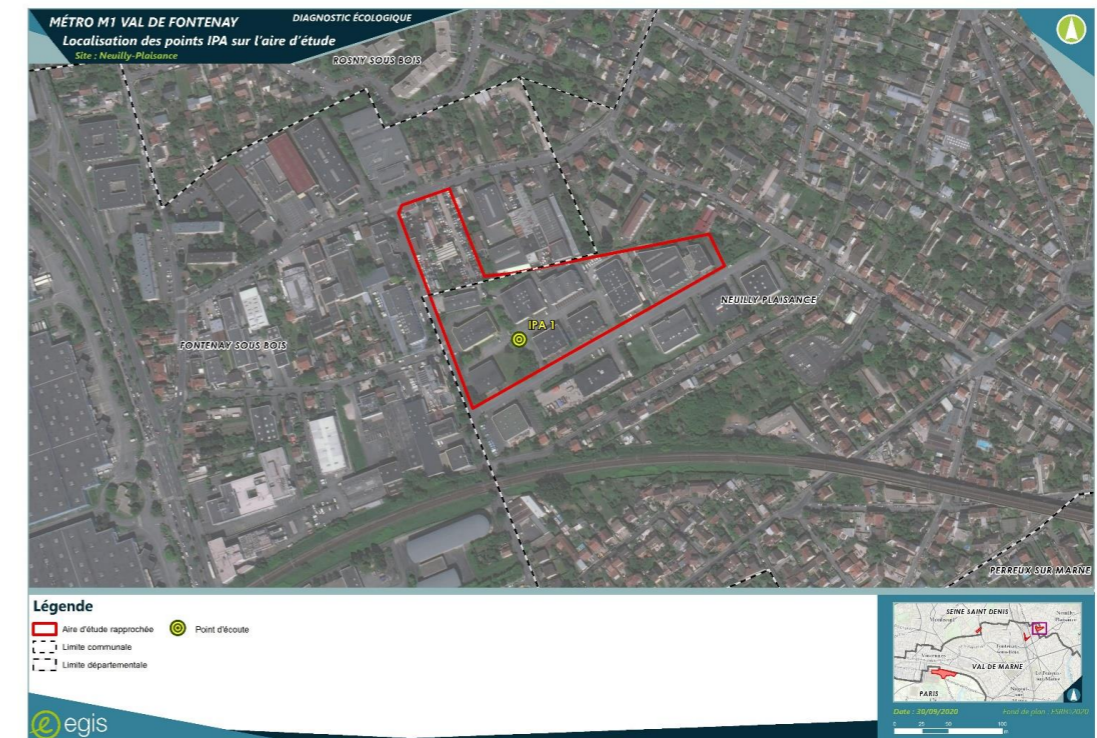 MÉTRO M1 VAL DE FONTENAY
DIAGNOSTIC ÉCOLOGIQUE
Localisation des points IPA sur l'aire d'étude
Site : Neuilly-Plaisance
ROSNY SOUS BOIS
IPA 1
NEUILLY PLAISANCE
FONTENAY SOUS BOIS
PERREUX SUR MARNE
Légende
Aire d'étude rapprochée
Point d'écoute
Limite communale
Limite départementale
SEINE SAINT DENIS
VAL DE MARNE
PARIS
Date : 30/09/2020
0 25 50 100
egis